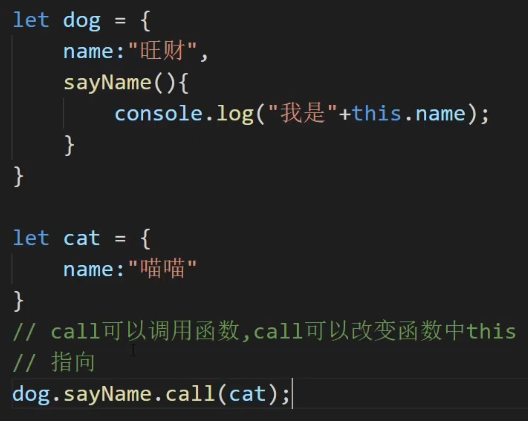 let dog = {
    name:"旺财",
    sayName(){
        console.log("我是"+this.name);
    }
}
let cat = {
    name:"喵喵"
}
// call可以调用函数,call可以改变函数中this
// 指向
dog.sayName.call(cat);